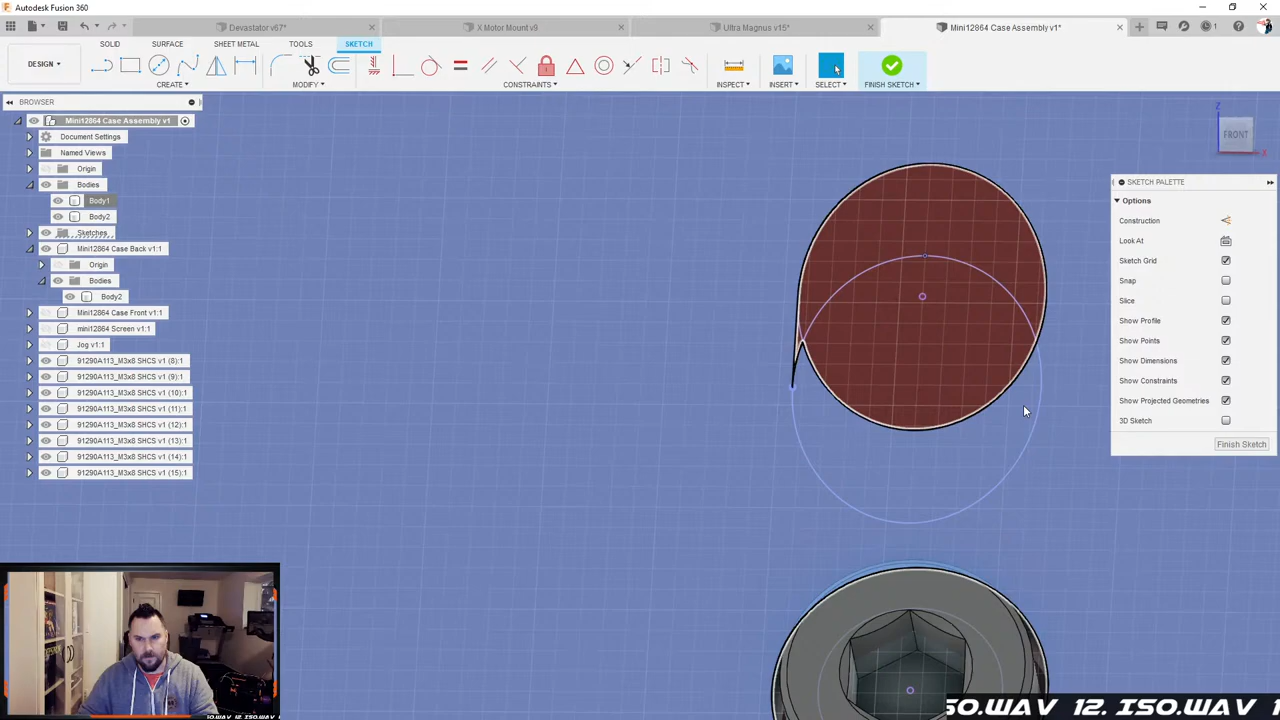 Autodesk Fusion 360
Devastator v67*
X Motor Mount v9
Ultra Magnus v15*
Mini12864 Case Assembly v1*
1
DESIGN
SOLID
SURFACE
SHEET METAL
TOOLS
SKETCH
CREATE
MODIFY
CONSTRAINTS
INSPECT
INSERT
SELECT
FINISH SKETCH
BROWSER
Mini12864 Case Assembly v1
Document Settings
Named Views
Origin
Bodies
Body1
Body2
Sketches
Mini12864 Case Back v1:1
Origin
Bodies
Body2
Mini12864 Case Front v1:1
mini12864 Screen v1:1
Jog v1:1
91290A113_M3x8 SHCS v1 (8):1
91290A113_M3x8 SHCS v1 (9):1
91290A113_M3x8 SHCS v1 (10):1
91290A113_M3x8 SHCS v1 (11):1
91290A113_M3x8 SHCS v1 (12):1
91290A113_M3x8 SHCS v1 (13):1
91290A113_M3x8 SHCS v1 (14):1
91290A113_M3x8 SHCS v1 (15):1
Z
FRONT
X
SKETCH PALETTE
Options
Construction
Look At
Sketch Grid
Snap
Slice
Show Profile
Show Points
Show Dimensions
Show Constraints
Show Projected Geometries
3D Sketch
Finish Sketch
ISO.WAV 12. ISO.WAV 12.